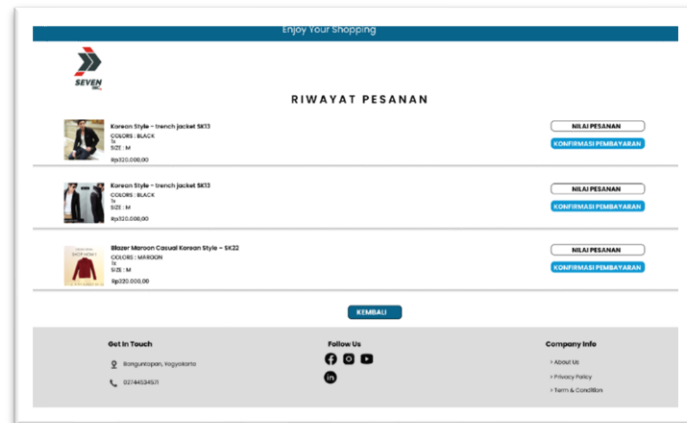 Enjoy Your Shopping
SEVEN
INC.
RIWAYAT PESANAN
Korean Style - trench jacket SK13
COLORS : BLACK
1x
SIZE : M
Rp320.000,00
NILAI PESANAN
KONFIRMASI PEMBAYARAN
Korean Style - trench jacket SK13
COLORS : BLACK
1x
SIZE : M
Rp320.000,00
NILAI PESANAN
KONFIRMASI PEMBAYARAN
Blazer Maroon Casual Korean Style - SK22
COLORS : MAROON
1x
SIZE : M
Rp320.000,00
NILAI PESANAN
KONFIRMASI PEMBAYARAN
KEMBALI
Get In Touch
Banguntapan, Yogyakarta
Follow Us
Company Info
> About Us
> Privacy Policy
> Term & Condition